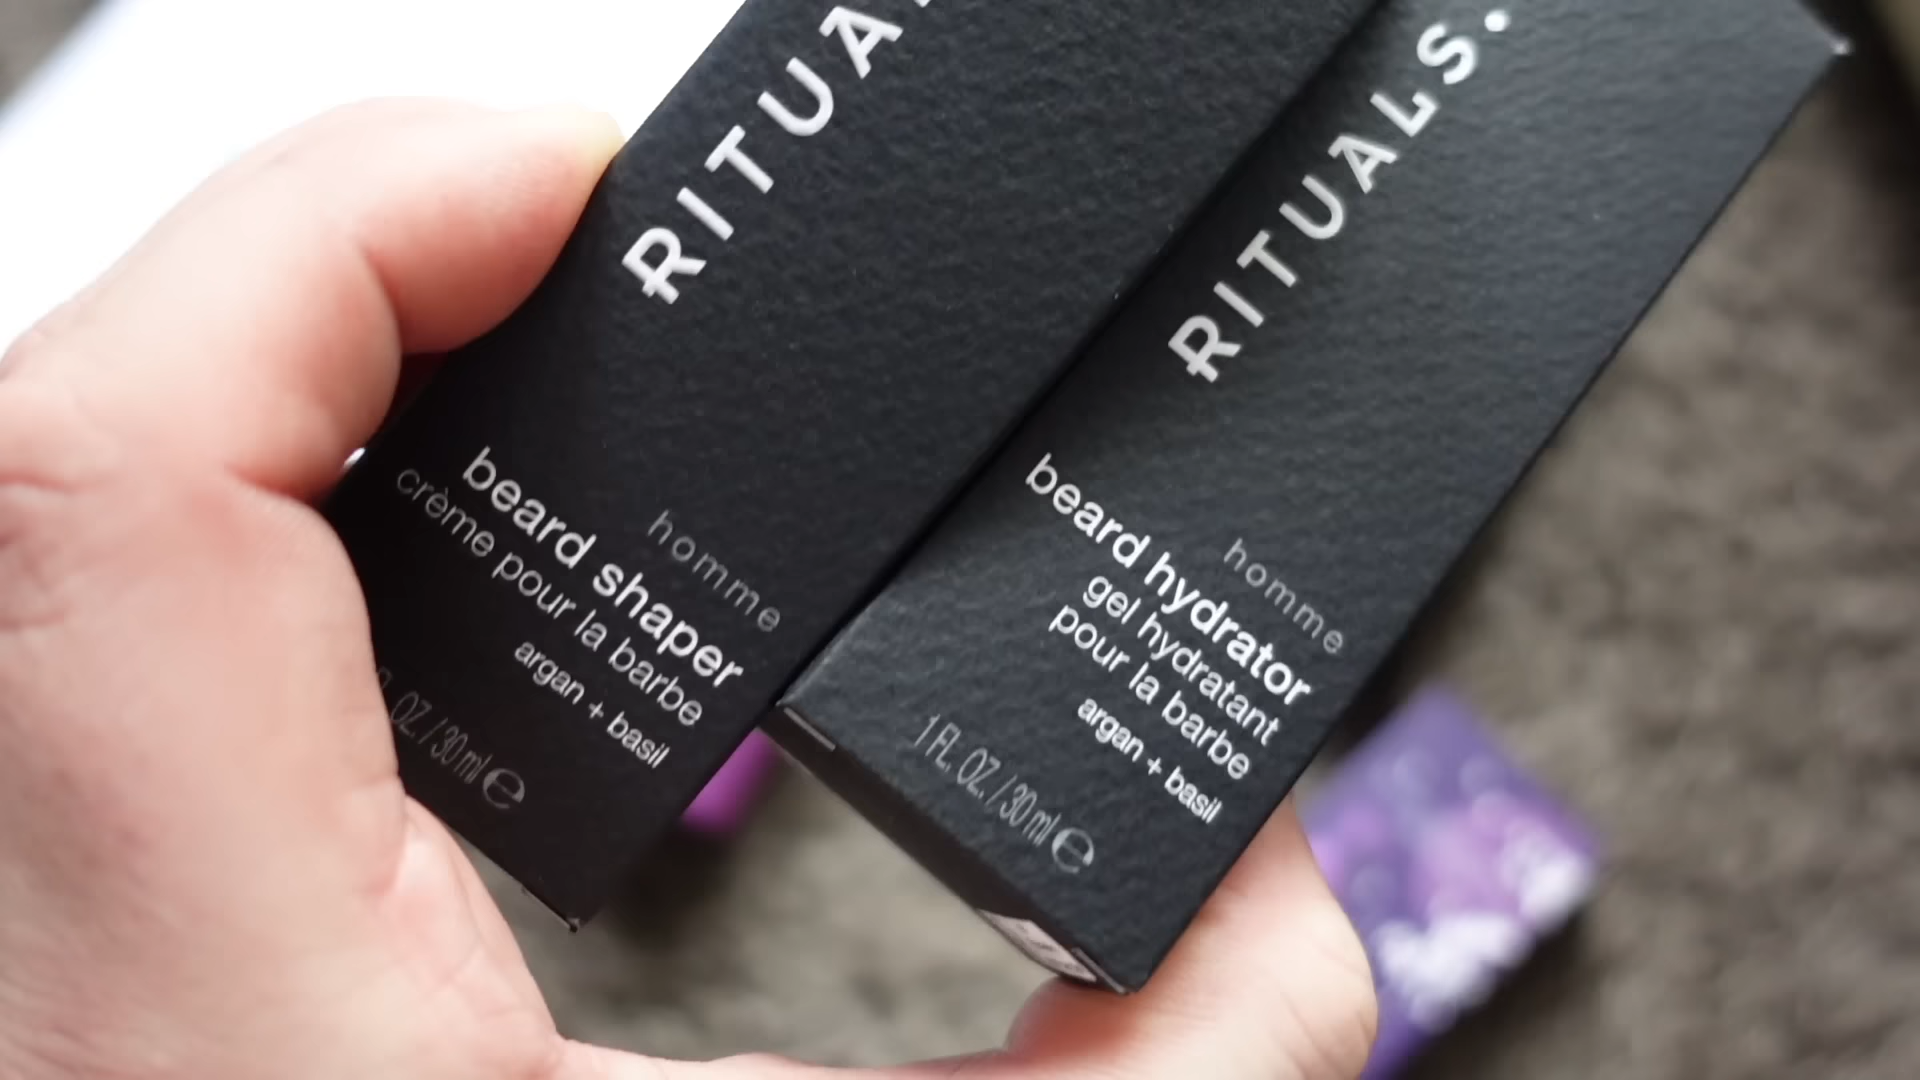 RITUA
homme
beard shaper
crème pour la barbe
argan + basil
OZ. / 30 ml e
RITUALS.
homme
beard hydrator
gel hydratant
pour la barbe
argan + basil
1 FL. OZ. / 30 ml e